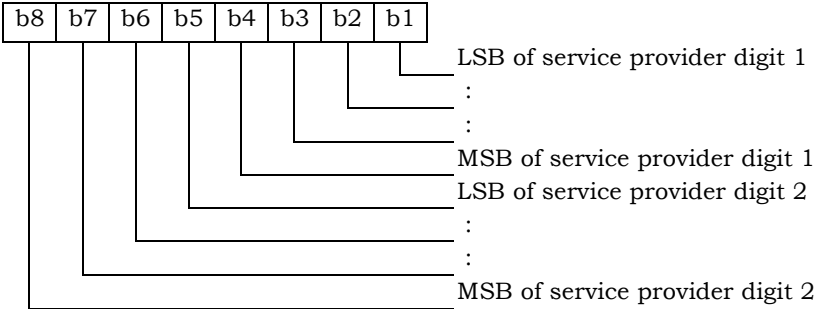 b8 b7 b6 b5 b4 b3 b2 b1
LSB of service provider digit 1
:
:
MSB of service provider digit 1
LSB of service provider digit 2
:
:
MSB of service provider digit 2